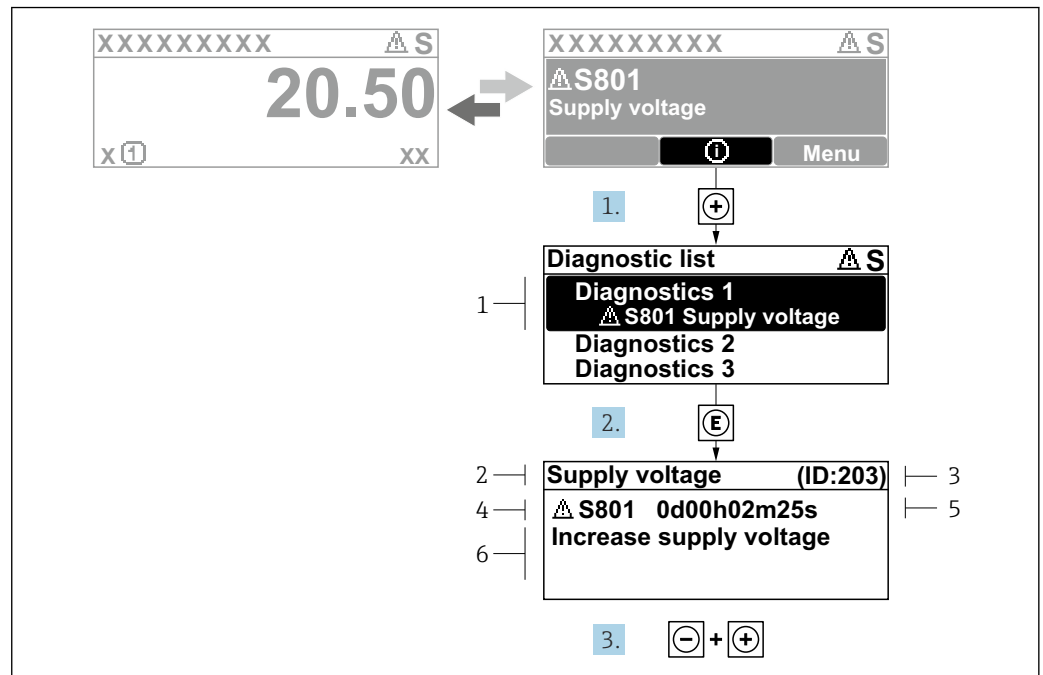 XXXXXXXXX ⚠ S
20.50
X ① XX
XXXXXXXXX ⚠ S
⚠ S801
Supply voltage
ⓘ Menu
1. +
Diagnostic list ⚠ S
1 Diagnostics 1
⚠ S801 Supply voltage
Diagnostics 2
Diagnostics 3
2. E
2 Supply voltage (ID:203) 3
4 ⚠ S801 0d00h02m25s 5
6 Increase supply voltage
3. − + +